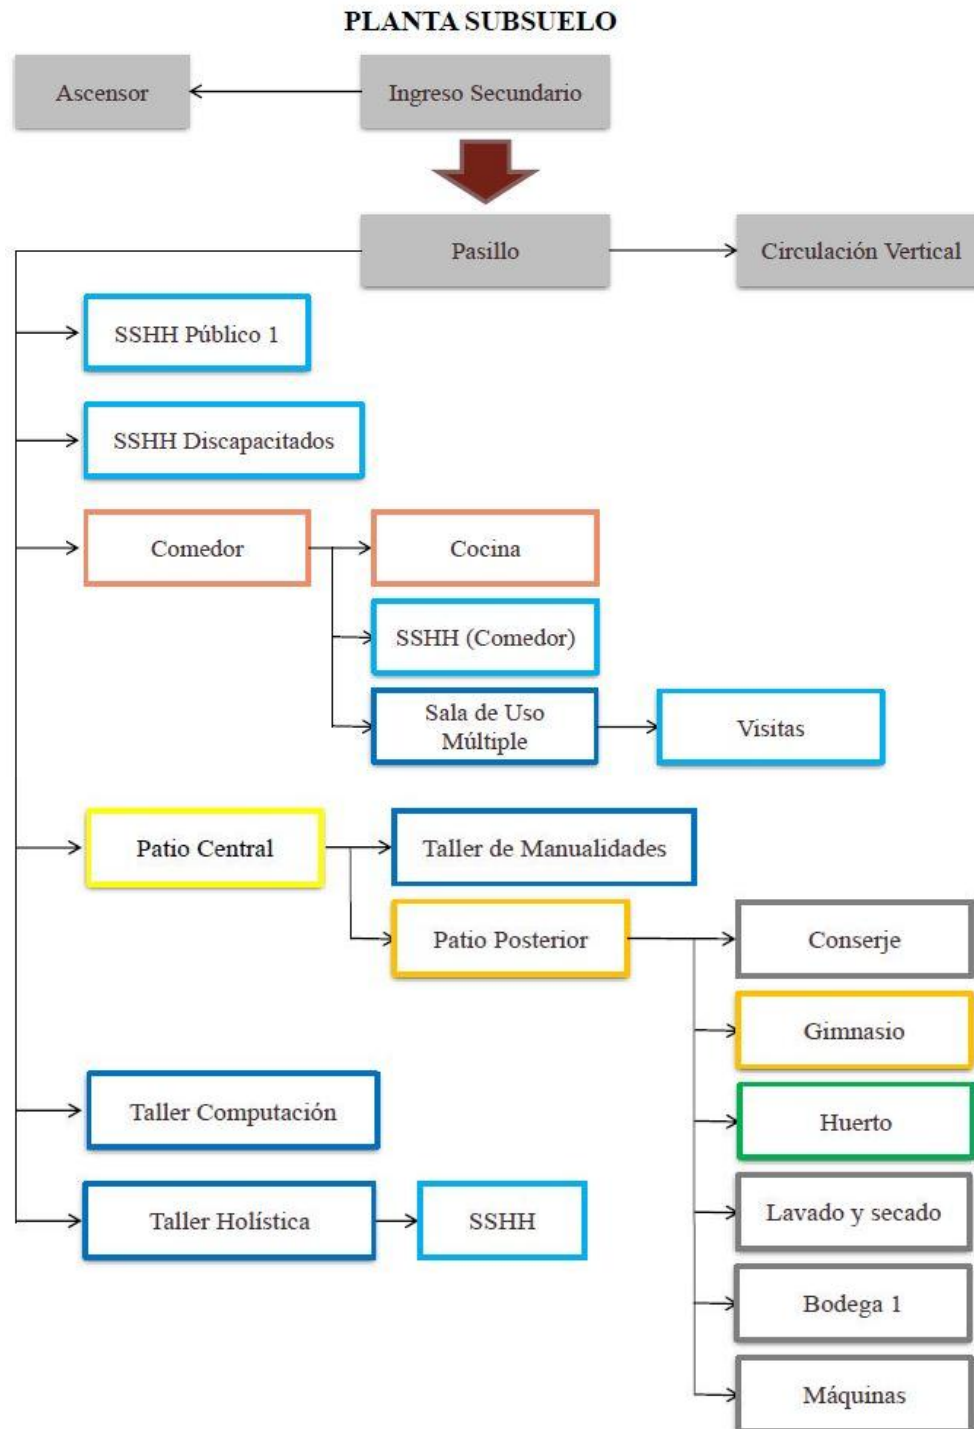 PLANTA SUBSUELO
Ascensor
Ingreso Secundario
Pasillo
Circulación Vertical
SSHH Público 1
SSHH Discapacitados
Comedor
Cocina
SSHH (Comedor)
Sala de Uso
Múltiple
Visitas
Patio Central
Taller de Manualidades
Patio Posterior
Conserje
Gimnasio
Huerto
Taller Computación
Lavado y secado
Taller Holística
SSHH
Bodega 1
Máquinas